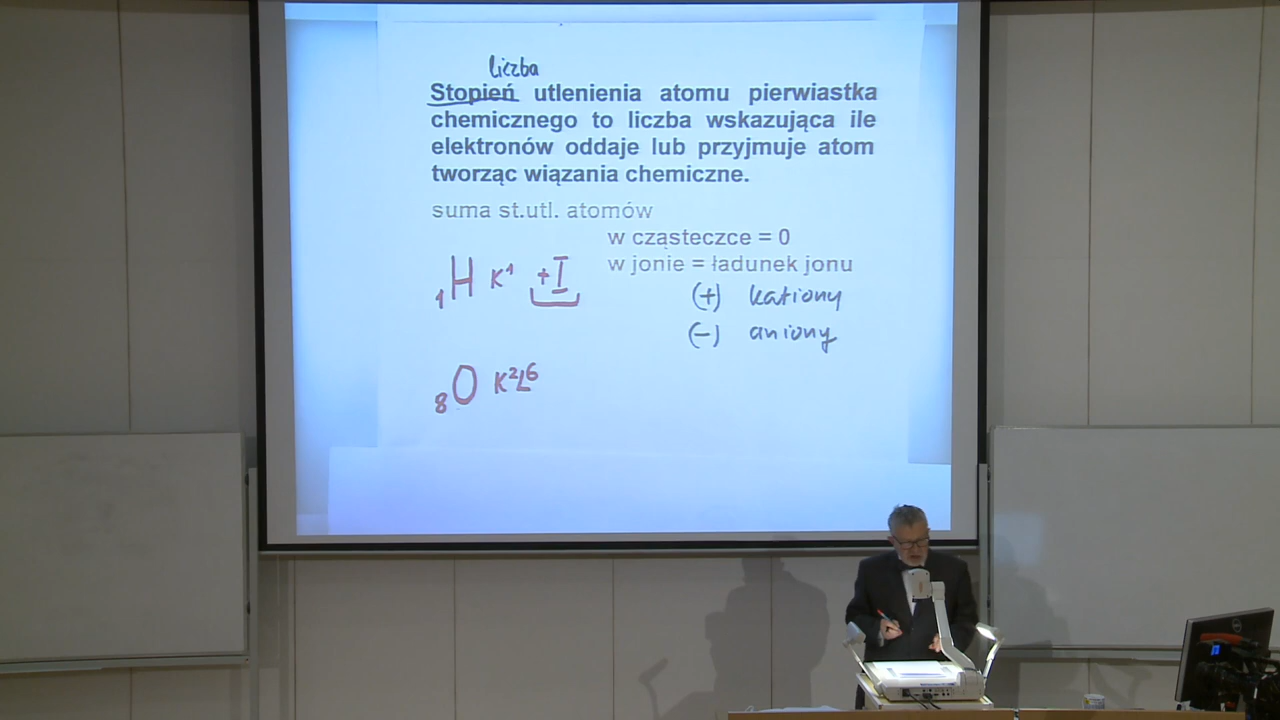 liczba
Stopień utlenienia atomu pierwiastka
chemicznego to liczba wskazująca ile
elektronów oddaje lub przyjmuje atom
tworząc wiązania chemiczne.
suma st.utl. atomów
w cząsteczce = 0
w jonie = ładunek jonu
₁H K¹ +I
(+) kationy
(-) aniony
₈O K²L⁶
DELL